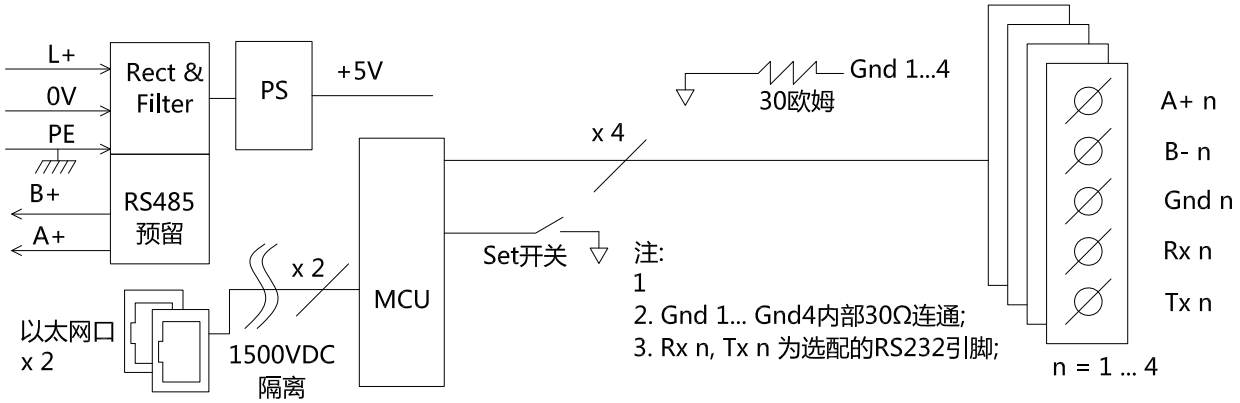 L+
0V
PE
B+
A+
Rect &
Filter
RS485
预留
PS
+5V
以太网口
x 2
1500VDC
隔离
x 2
MCU
x 4
Set开关
30欧姆
Gnd 1...4
注:
1
2. Gnd 1... Gnd4内部30Ω连通;
3. Rx n, Tx n 为选配的RS232引脚;
A+ n
B- n
Gnd n
Rx n
Tx n
n = 1 ... 4